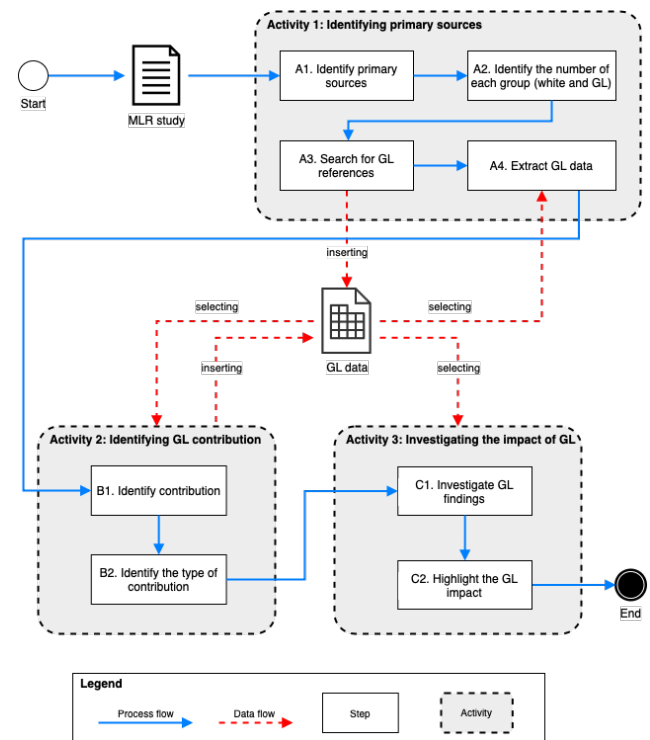 Activity 1: Identifying primary sources
Start
MLR study
A1. Identify primary
sources
A2. Identify the number of
each group (white and GL)
A3. Search for GL
references
A4. Extract GL data
inserting
selecting
selecting
GL data
inserting
selecting
Activity 2: Identifying GL contribution
B1. Identify contribution
B2. Identify the type of
contribution
Activity 3: Investigating the impact of GL
C1. Investigate GL
findings
C2. Highlight the GL
impact
End
Legend
Process flow
Data flow
Step
Activity